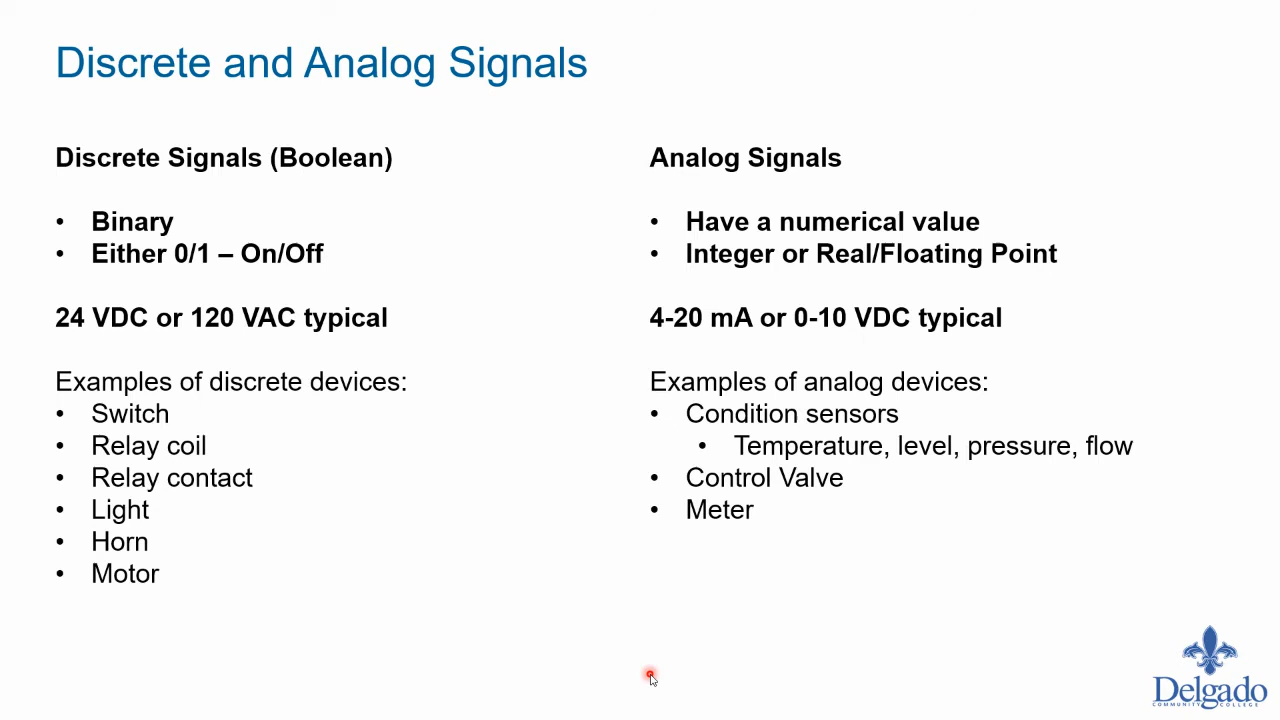 Discrete and Analog Signals
Discrete Signals (Boolean)
• Binary
• Either 0/1 – On/Off
24 VDC or 120 VAC typical
Examples of discrete devices:
• Switch
• Relay coil
• Relay contact
• Light
• Horn
• Motor
Analog Signals
• Have a numerical value
• Integer or Real/Floating Point
4-20 mA or 0-10 VDC typical
Examples of analog devices:
• Condition sensors
• Temperature, level, pressure, flow
• Control Valve
• Meter
Delgado
COMMUNITY COLLEGE